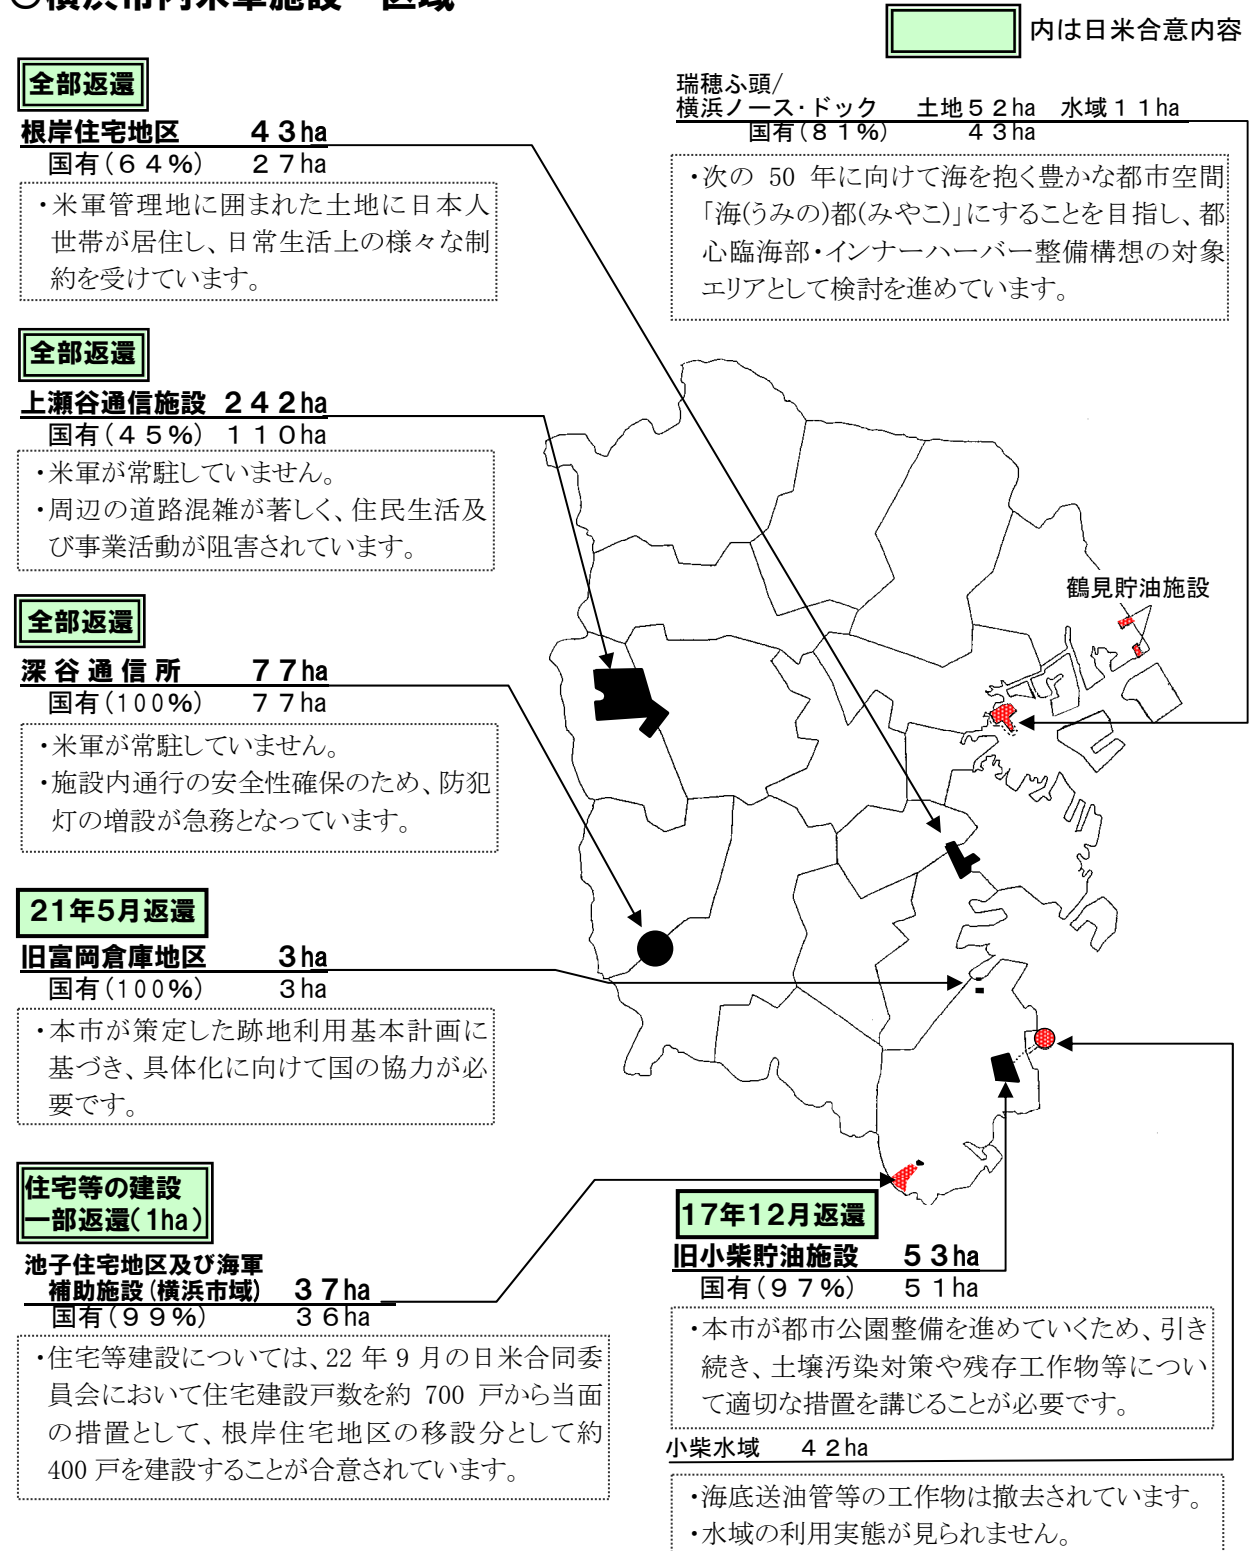 ○横浜市内米軍施設・区域
内は日米合意内容
全部返還
根岸住宅地区　４３ha
国有(６４%)　２７ha
・米軍管理地に囲まれた土地に日本人
世帯が居住し、日常生活上の様々な制
約を受けています。
瑞穂ふ頭/
横浜ノース・ドック　土地５２ha　水域１１ha
国有(８１%)　４３ha
・次の 50 年に向けて海を抱く豊かな都市空間
「海(うみの)都(みやこ)」にすることを目指し、都
心臨海部・インナーハーバー整備構想の対象
エリアとして検討を進めています。
全部返還
上瀬谷通信施設　２４２ha
国有(４５%)　１１０ha
・米軍が常駐していません。
・周辺の道路混雑が著しく、住民生活及
び事業活動が阻害されています。
鶴見貯油施設
全部返還
深谷通信所　７７ha
国有(100%)　７７ha
・米軍が常駐していません。
・施設内通行の安全性確保のため、防犯
灯の増設が急務となっています。
21年5月返還
旧富岡倉庫地区　３ha
国有(100%)　３ha
・本市が策定した跡地利用基本計画に
基づき、具体化に向けて国の協力が必
要です。
住宅等の建設
一部返還(1ha)
池子住宅地区及び海軍
補助施設(横浜市域)　３７ha
国有(９９%)　３６ha
・住宅等建設については、22 年 9 月の日米合同委
員会において住宅建設戸数を約 700 戸から当面
の措置として、根岸住宅地区の移設分として約
400 戸を建設することが合意されています。
17年12月返還
旧小柴貯油施設　５３ha
国有(９７%)　５１ha
・本市が都市公園整備を進めていくため、引き
続き、土壌汚染対策や残存工作物等につい
て適切な措置を講じることが必要です。
小柴水域　４２ha
・海底送油管等の工作物は撤去されています。
・水域の利用実態が見られません。